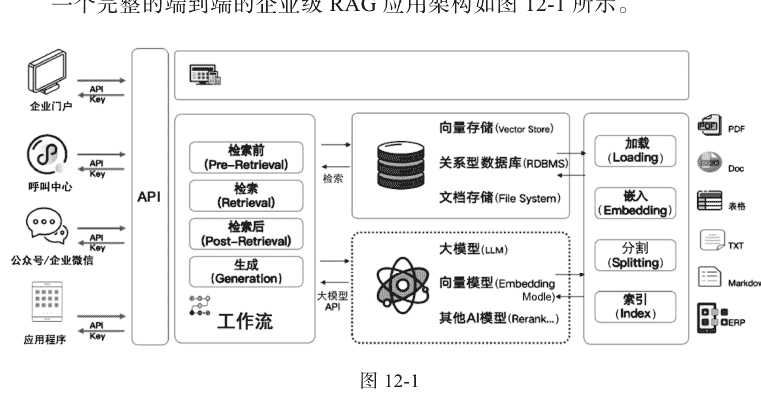 一个完整的端到端的企业级 RAG 应用架构如图 12-1 所示。
API
Key
企业门户
API
Key
呼叫中心
API
Key
公众号/企业微信
API
Key
应用程序
API
检索前
(Pre-Retrieval)
检索
(Retrieval)
检索后
(Post-Retrieval)
生成
(Generation)
工作流
检索
大模型
API
向量存储(Vector Store)
关系型数据库(RDBMS)
文档存储(File System)
大模型(LLM)
向量模型(Embedding
Modle)
其他AI模型(Rerank...)
加载
(Loading)
嵌入
(Embedding)
分割
(Splitting)
索引
(Index)
PDF
PDF
Doc
表格
TXT
Markdow
ERP
图 12-1